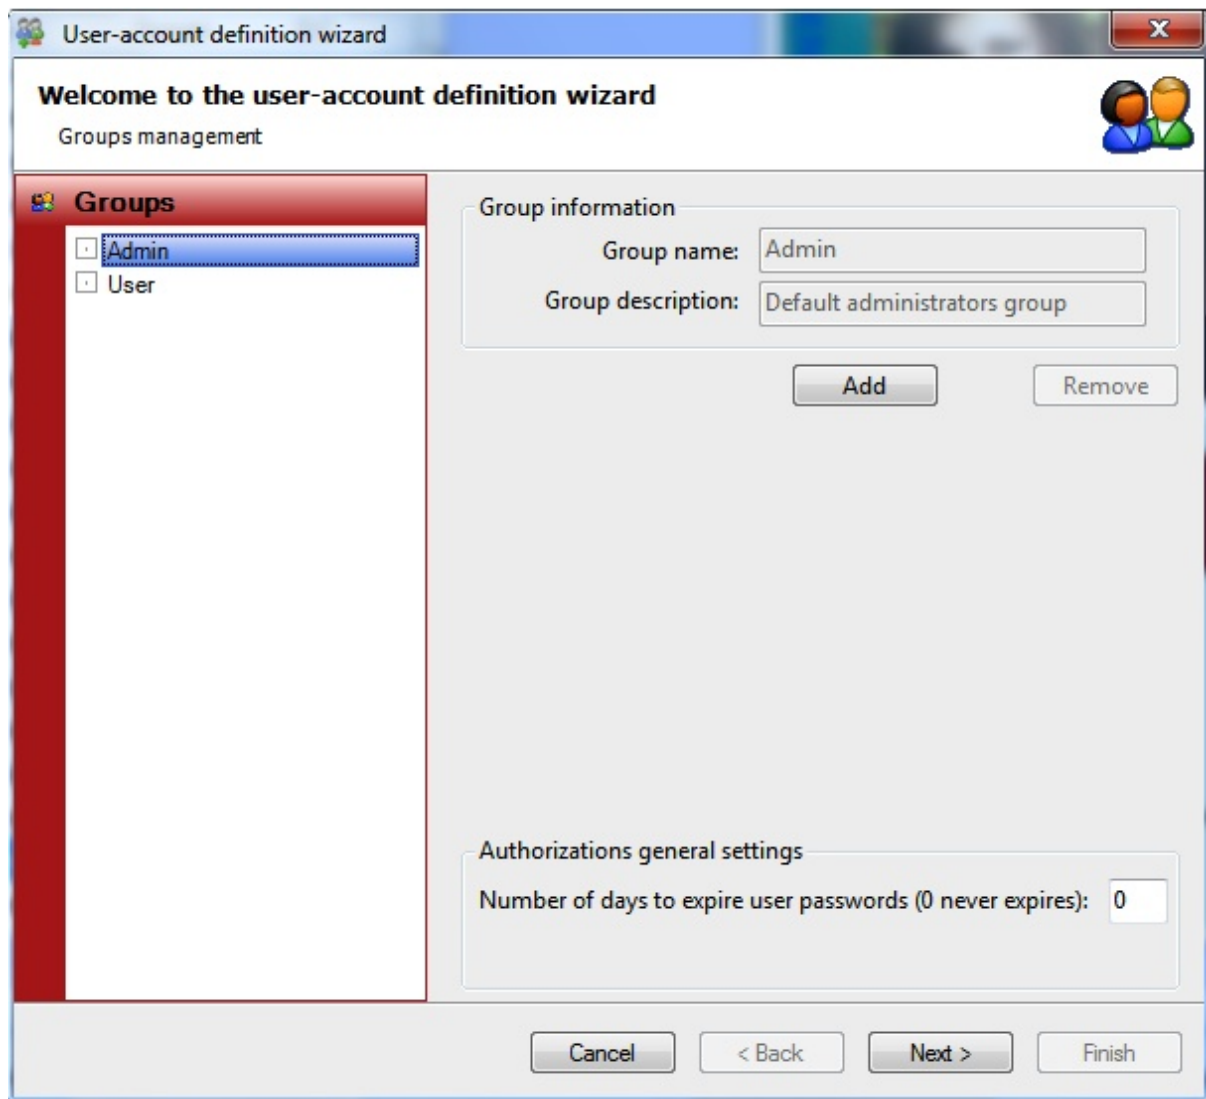 User-account definition wizard
Welcome to the user-account definition wizard
Groups management
Groups
Admin
User
Group information
Group name: Admin
Group description: Default administrators group
Add Remove
Authorizations general settings
Number of days to expire user passwords (0 never expires): 0
Cancel < Back Next > Finish